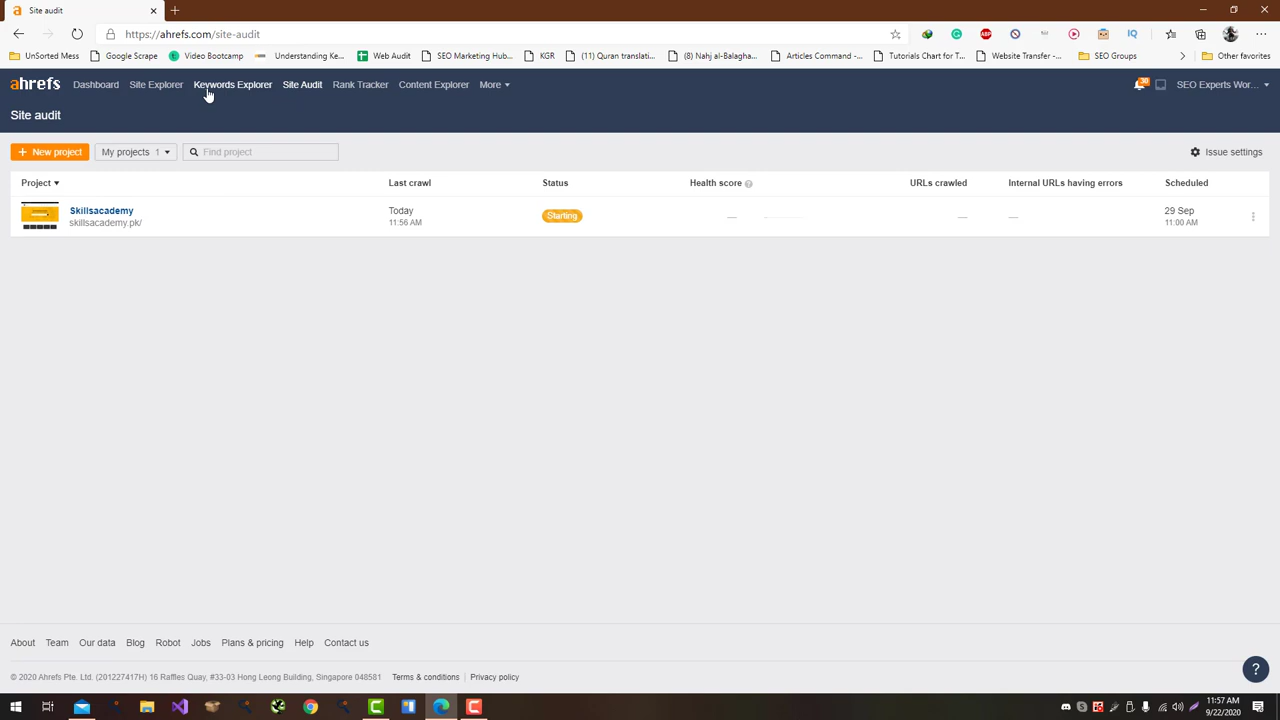 Site audit
https://ahrefs.com/site-audit
UnSorted Mess Google Scrape Video Bootcamp Understanding Ke... Web Audit SEO Marketing Hub... KGR (11) Quran translati... (8) Nahj al-Balagha... Articles Command -... Tutorials Chart for T... Website Transfer -... SEO Groups Other favorites
ahrefs Dashboard Site Explorer Keywords Explorer Site Audit Rank Tracker Content Explorer More 30 SEO Experts Wor...
Site audit
+ New project My projects 1 Find project Issue settings
Project Last crawl Status Health score ? URLs crawled Internal URLs having errors Scheduled
Skillsacademy Today Starting — — — 29 Sep
skillsacademy.pk/ 11:56 AM 11:00 AM
About Team Our data Blog Robot Jobs Plans & pricing Help Contact us
© 2020 Ahrefs Pte. Ltd. (201227417H) 16 Raffles Quay, #33-03 Hong Leong Building, Singapore 048581 Terms & conditions | Privacy policy
?
11:57 AM
9/22/2020